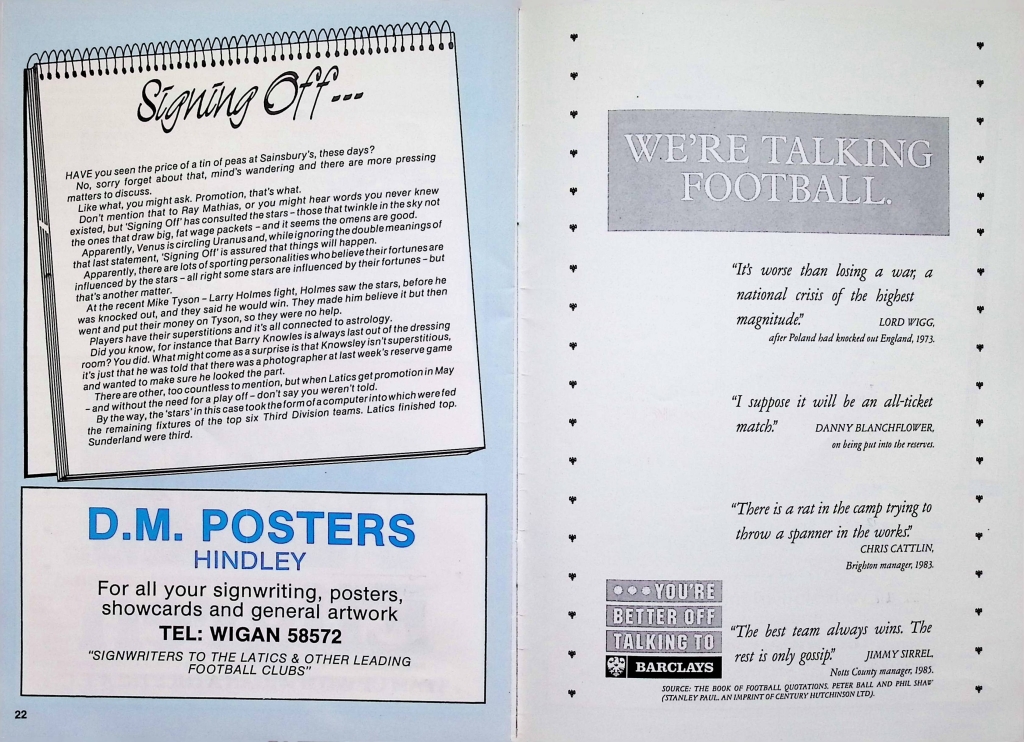 Signing Off---
HAVE you seen the price of a tin of peas at Sainsbury's, these days?
No, sorry forget about that, mind's wandering and there are more pressing
matters to discuss.
Like what, you might ask. Promotion, that's what.
Don't mention that to Ray Mathias, or you might hear words you never knew
existed, but 'Signing Off' has consulted the stars – those that twinkle in the sky not
the ones that draw big, fat wage packets – and it seems the omens are good.
Apparently, Venus is circling Uranus and, while ignoring the double meanings of
that last statement, 'Signing Off' is assured that things will happen.
Apparently, there are lots of sporting personalities who believe their fortunes are
influenced by the stars – all right some stars are influenced by their fortunes – but
that's another matter.
At the recent Mike Tyson – Larry Holmes fight, Holmes saw the stars, before he
was knocked out, and they said he would win. They made him believe it but then
went and put their money on Tyson, so they were no help.
Players have their superstitions and it's all connected to astrology.
Did you know, for instance that Barry Knowles is always last out of the dressing
room? You did. What might come as a surprise is that Knowsley isn't superstitious,
it's just that he was told that there was a photographer at last week's reserve game
and wanted to make sure he looked the part.
There are other, too countless to mention, but when Latics get promotion in May
– and without the need for a play off – don't say you weren't told.
By the way, the 'stars' in this case took the form of a computer into which were fed
the remaining fixtures of the top six Third Division teams. Latics finished top.
Sunderland were third.
D.M. POSTERS
HINDLEY
For all your signwriting, posters,
showcards and general artwork
TEL: WIGAN 58572
"SIGNWRITERS TO THE LATICS & OTHER LEADING
FOOTBALL CLUBS"
22
WE'RE TALKING
FOOTBALL.
"It's worse than losing a war, a
national crisis of the highest
magnitude." LORD WIGG,
after Poland had knocked out England, 1973.
"I suppose it will be an all-ticket
match." DANNY BLANCHFLOWER,
on being put into the reserves.
"There is a rat in the camp trying to
throw a spanner in the works."
CHRIS CATTLIN,
Brighton manager, 1983.
"The best team always wins. The
rest is only gossip." JIMMY SIRREL,
Notts County manager, 1985.
•••YOU'RE
BETTER OFF
TALKING TO
BARCLAYS
SOURCE: THE BOOK OF FOOTBALL QUOTATIONS. PETER BALL AND PHIL SHAW
(STANLEY PAUL. AN IMPRINT OF CENTURY HUTCHINSON LTD).